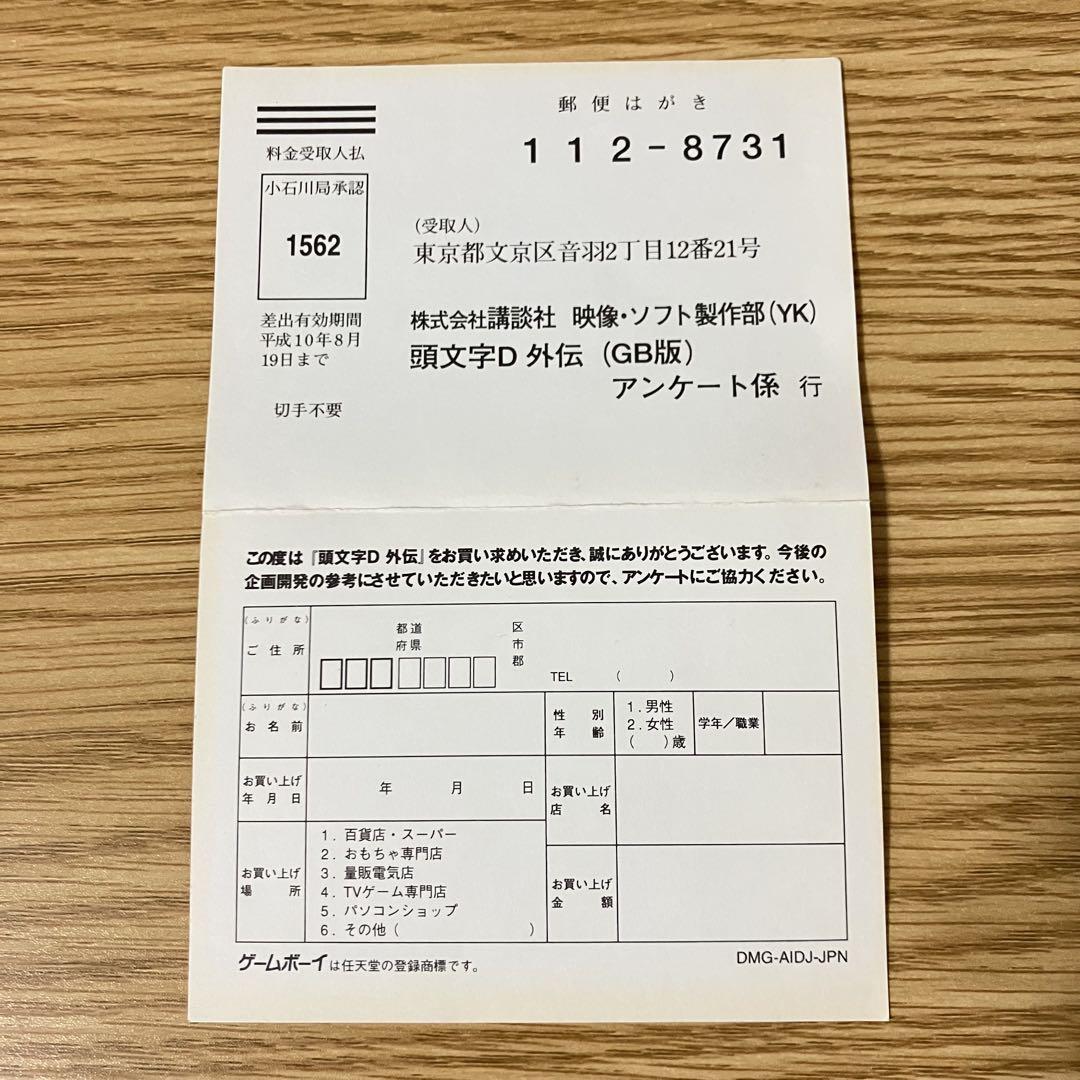 郵便はがき
112-8731
料金受取人払
小石川局承認
1562
差出有効期間
平成10年8月
19日まで
切手不要
(受取人)
東京都文京区音羽2丁目12番21号
株式会社講談社 映像・ソフト製作部(YK)
頭文字D 外伝 (GB版)
アンケート係 行
この度は『頭文字D 外伝』をお買い求めいただき、誠にありがとうございます。今後の
企画開発の参考にさせていただきたいと思いますので、アンケートにご協力ください。
(ふりがな)
ご住所
都道
府県
区
市
郡
TEL ( )
(ふりがな)
お名前
性別
年齢
1. 男性
2. 女性
( )歳
学年/職業
お買い上げ
年月日
年 月 日
お買い上げ
店名
お買い上げ
場所
1. 百貨店・スーパー
2. おもちゃ専門店
3. 量販電気店
4. TVゲーム専門店
5. パソコンショップ
6. その他( )
お買い上げ
金額
ゲームボーイは任天堂の登録商標です。
DMG-AIDJ-JPN